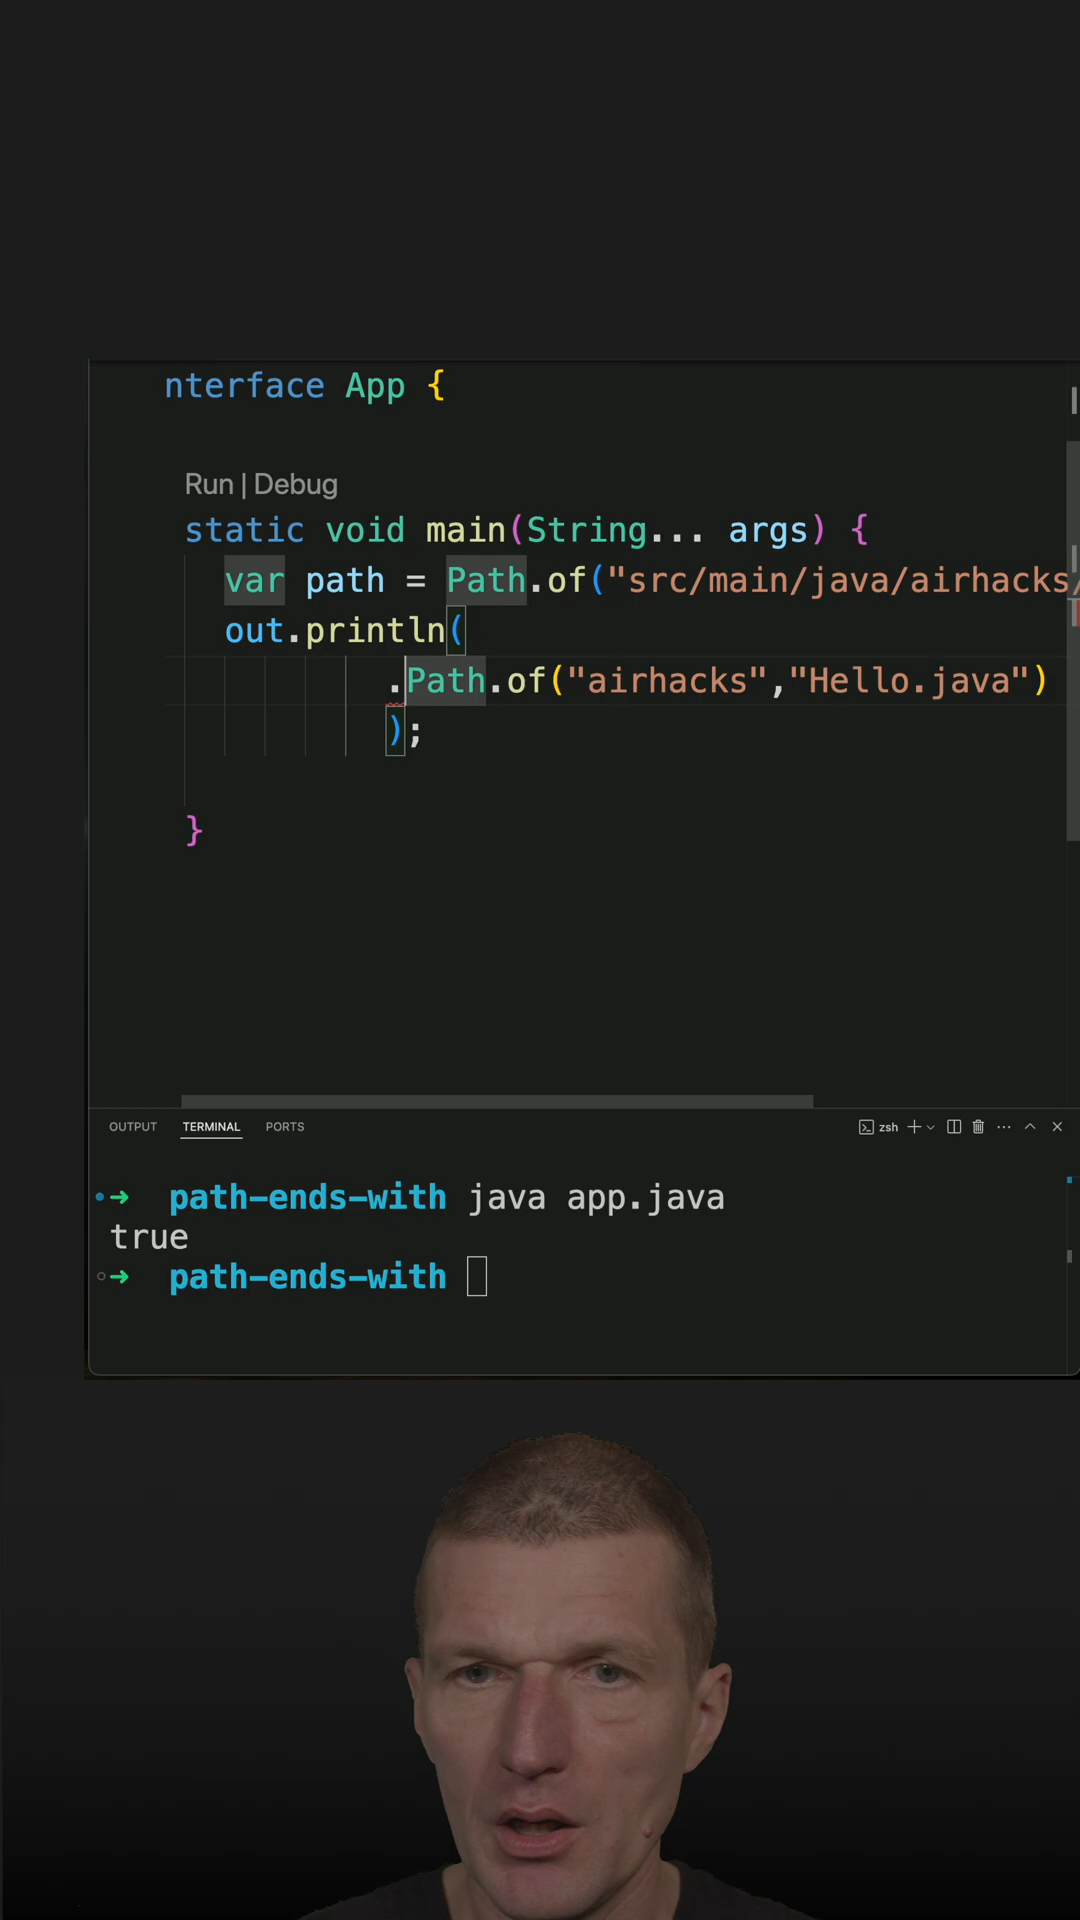 nterface App {
Run | Debug
static void main(String... args) {
var path = Path.of("src/main/java/airhacks/
out.println(
.Path.of("airhacks","Hello.java")
);
}
OUTPUT TERMINAL PORTS zsh
➜ path-ends-with java app.java
true
➜ path-ends-with